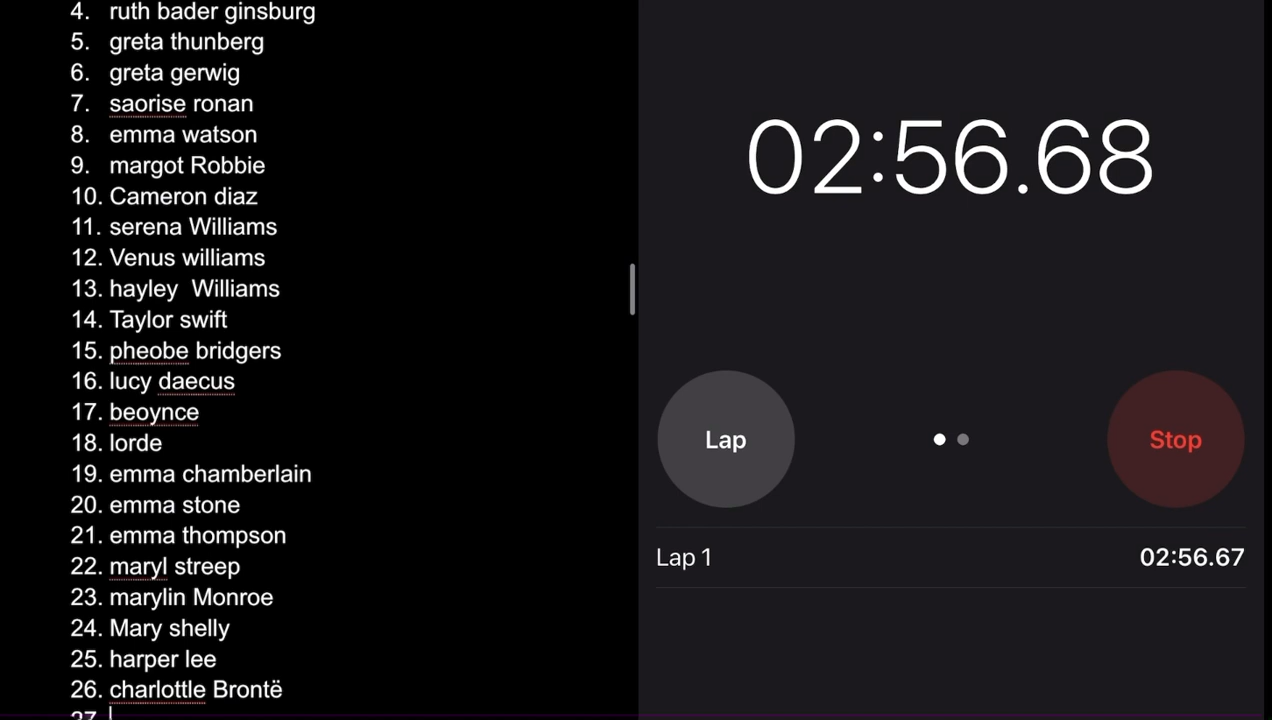 4. ruth bader ginsburg
5. greta thunberg
6. greta gerwig
7. saorise ronan
8. emma watson
9. margot Robbie
10. Cameron diaz
11. serena Williams
12. Venus williams
13. hayley  Williams
14. Taylor swift
15. pheobe bridgers
16. lucy daecus
17. beoynce
18. lorde
19. emma chamberlain
20. emma stone
21. emma thompson
22. maryl streep
23. marylin Monroe
24. Mary shelly
25. harper lee
26. charlottle Brontë
27.
02:56.68
Lap
Stop
Lap 1 02:56.67